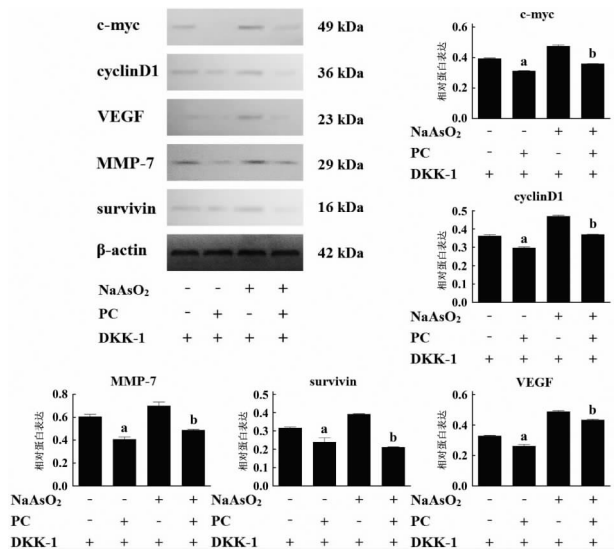 c-myc 49 kDa
cyclinD1 36 kDa
VEGF 23 kDa
MMP-7 29 kDa
survivin 16 kDa
β-actin 42 kDa
NaAsO₂ - - + +
PC - + - +
DKK-1 + + + +
c-myc
相对蛋白表达
0.6
0.4
0.2
0.0
a
b
NaAsO₂ - - + +
PC - + - +
DKK-1 + + + +
cyclinD1
相对蛋白表达
0.5
0.4
0.3
0.2
0.1
0.0
a
b
NaAsO₂ - - + +
PC - + - +
DKK-1 + + + +
MMP-7
相对蛋白表达
0.8
0.6
0.4
0.2
0.0
a
b
NaAsO₂ - - + +
PC - + - +
DKK-1 + + + +
survivin
相对蛋白表达
0.5
0.4
0.3
0.2
0.1
0.0
a
b
NaAsO₂ - - + +
PC - + - +
DKK-1 + + + +
VEGF
相对蛋白表达
0.6
0.4
0.2
0.0
a
b
NaAsO₂ - - + +
PC - + - +
DKK-1 + + + +